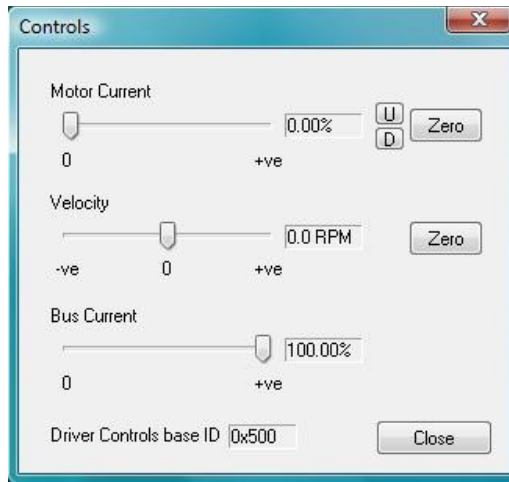 Controls
Motor Current
0.00% U D Zero
0 +ve
Velocity
0.0 RPM Zero
-ve 0 +ve
Bus Current
100.00%
0 +ve
Driver Controls base ID 0x500 Close